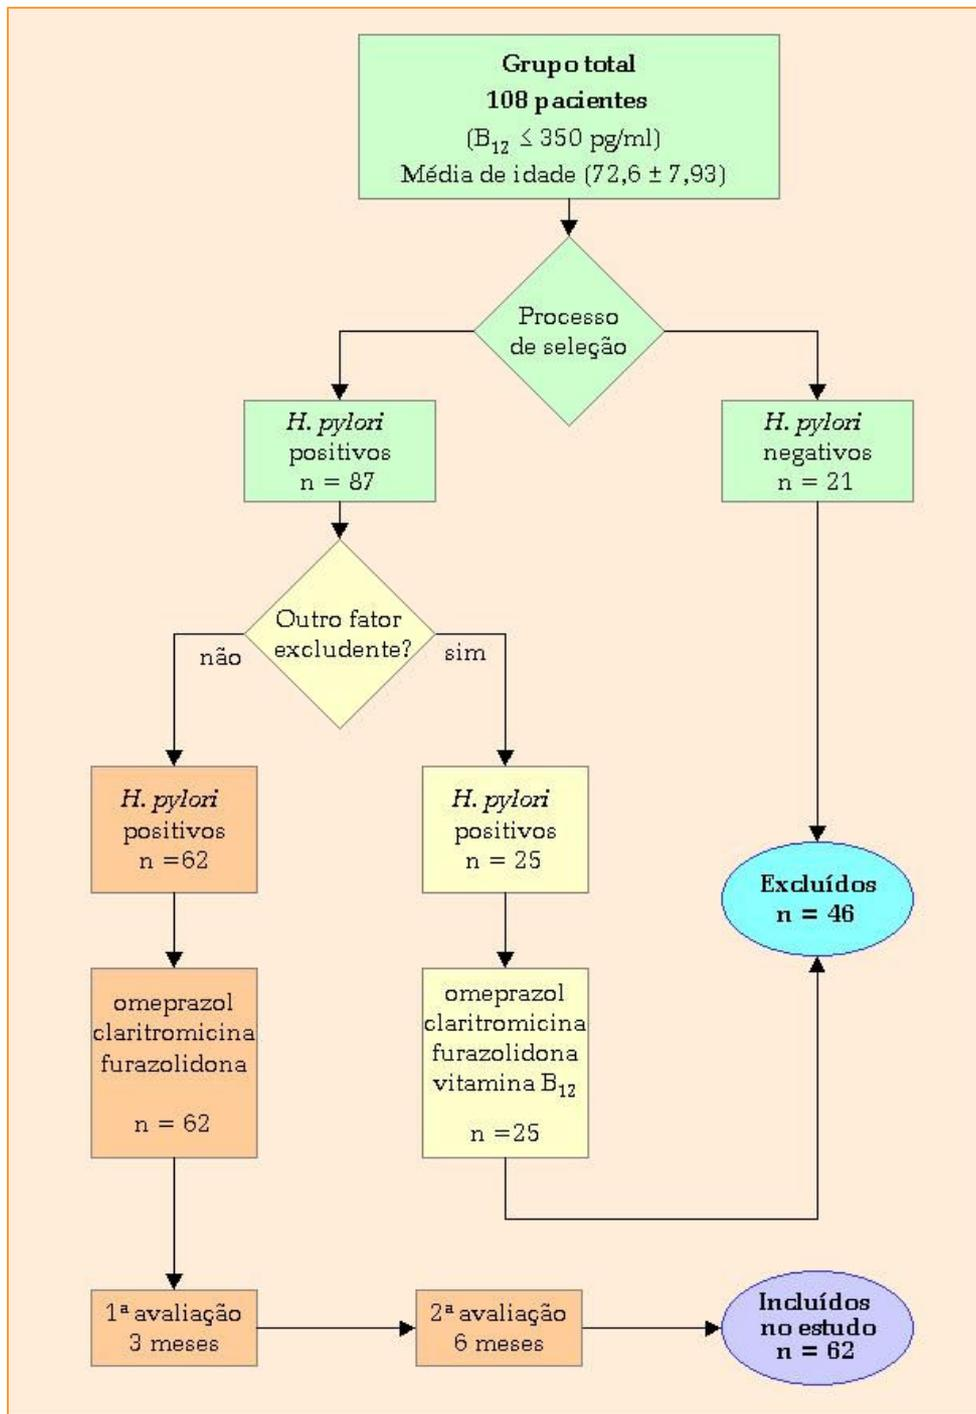 Grupo total
108 pacientes
(B12 ≤ 350 pg/ml)
Média de idade (72,6 ± 7,93)
Processo
de seleção
H. pylori
positivos
n = 87
H. pylori
negativos
n = 21
Outro fator
excludente?
não
sim
H. pylori
positivos
n =62
H. pylori
positivos
n = 25
Excluídos
n = 46
omeprazol
claritromicina
furazolidona
n = 62
omeprazol
claritromicina
furazolidona
vitamina B12
n =25
1ª avaliação
3 meses
2ª avaliação
6 meses
Incluídos
no estudo
n = 62